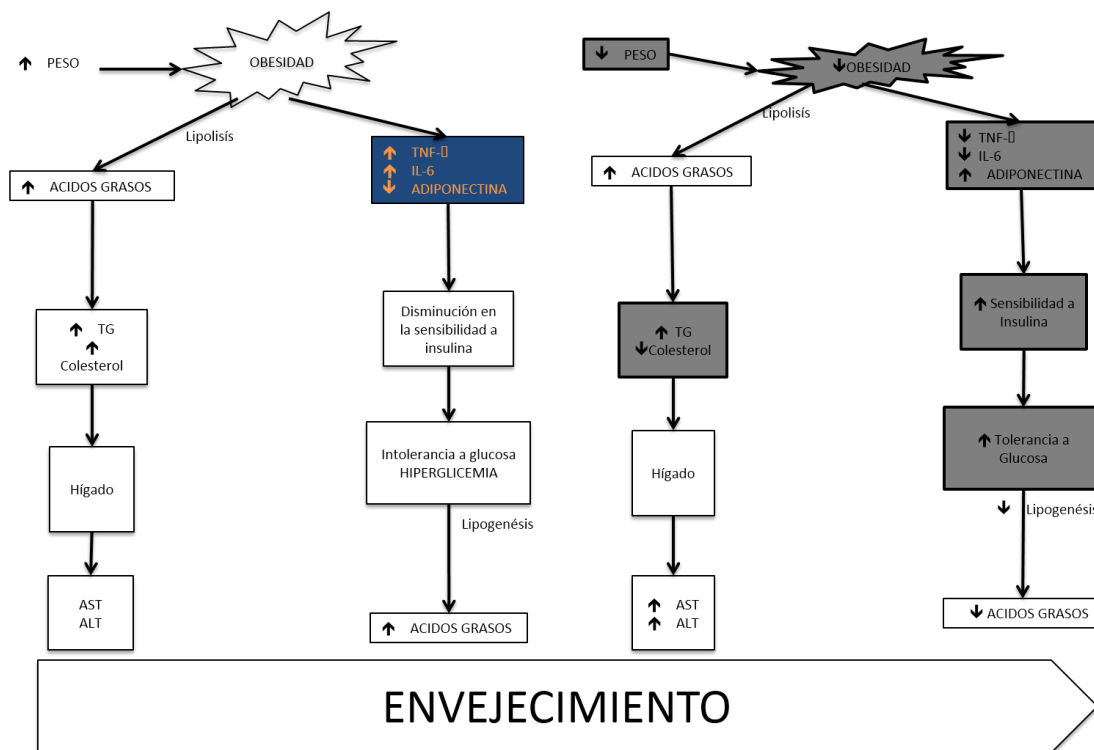 ↑ PESO
OBESIDAD
Lipolisís
↑ ACIDOS GRASOS
↑ TNF-▯
↑ IL-6
↓ ADIPONECTINA
↑ TG
↑
Colesterol
Disminución en
la sensibilidad a
insulina
Hígado
Intolerancia a glucosa
HIPERGLICEMIA
Lipogenésis
AST
ALT
↑ ACIDOS GRASOS
↓ PESO
↓OBESIDAD
Lipolisís
↑ ACIDOS GRASOS
↓ TNF-▯
↓ IL-6
↑ ADIPONECTINA
↑ TG
↓Colesterol
↑ Sensibilidad a
Insulina
Hígado
↑ Tolerancia a
Glucosa
↓ Lipogénesis
↑ AST
↑ ALT
↓ ACIDOS GRASOS
ENVEJECIMIENTO